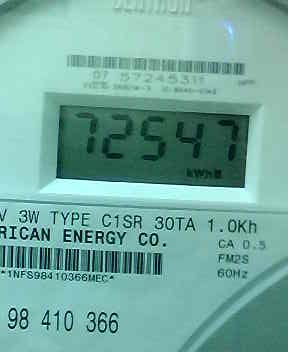 CENTRON
07 57245311
72547
kWh
V 3W TYPE C1SR 30TA 1.0Kh
RICAN ENERGY CO.
CA 0.5
FM2S
*1NFS98410366MEC*
60Hz
98 410 366